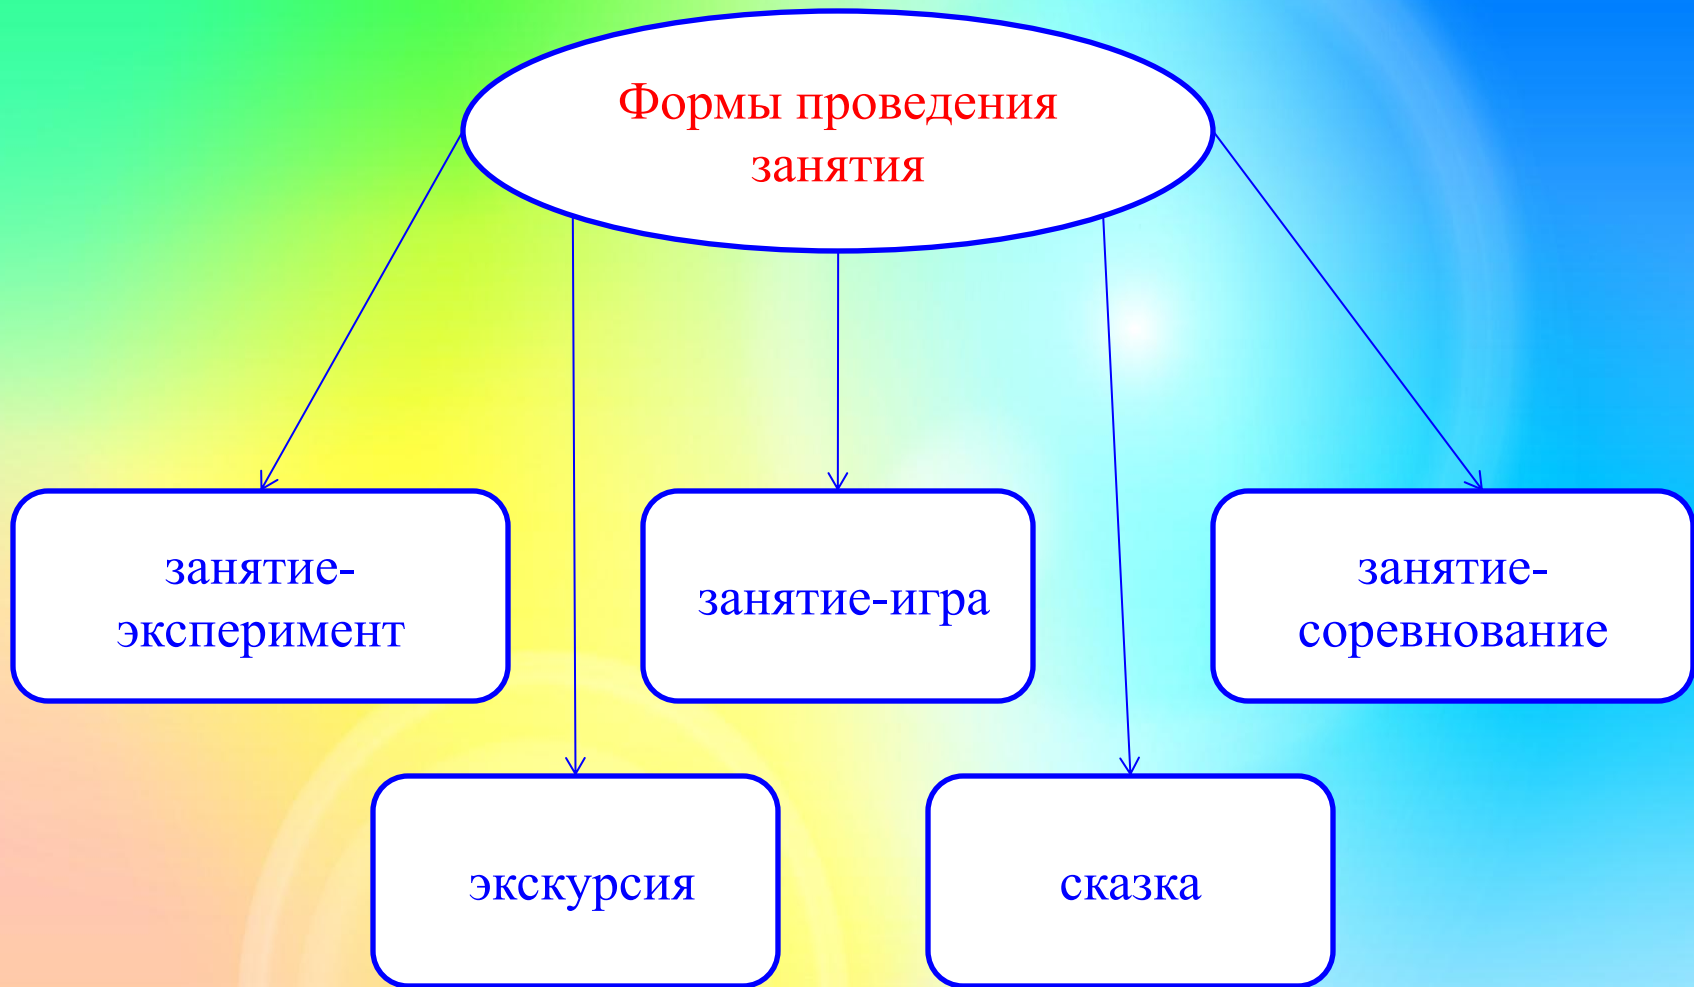 Формы проведения
занятия
занятие-
эксперимент
занятие-игра
занятие-
соревнование
экскурсия
сказка